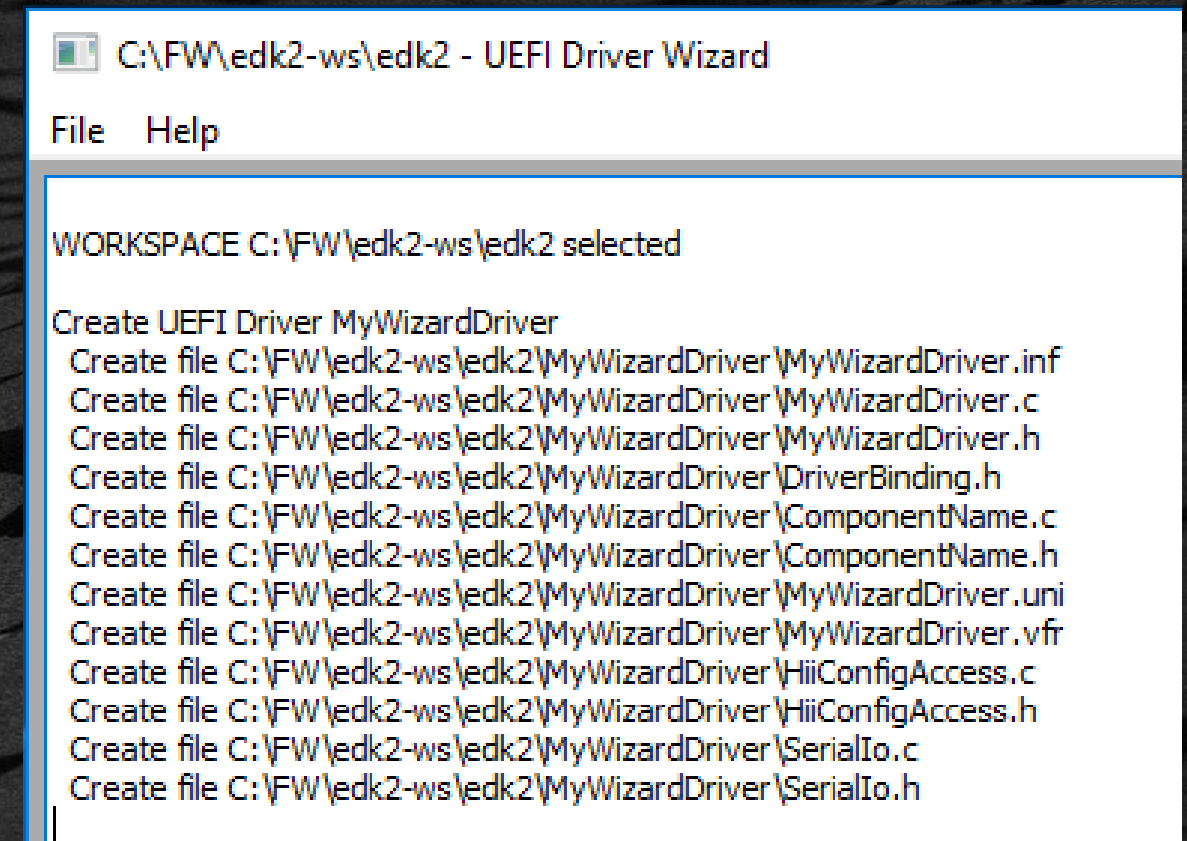 C:\FW\edk2-ws\edk2 - UEFI Driver Wizard
File Help
WORKSPACE C:\FW\edk2-ws\edk2 selected
Create UEFI Driver MyWizardDriver
Create file C:\FW\edk2-ws\edk2\MyWizardDriver\MyWizardDriver.inf
Create file C:\FW\edk2-ws\edk2\MyWizardDriver\MyWizardDriver.c
Create file C:\FW\edk2-ws\edk2\MyWizardDriver\MyWizardDriver.h
Create file C:\FW\edk2-ws\edk2\MyWizardDriver\DriverBinding.h
Create file C:\FW\edk2-ws\edk2\MyWizardDriver\ComponentName.c
Create file C:\FW\edk2-ws\edk2\MyWizardDriver\ComponentName.h
Create file C:\FW\edk2-ws\edk2\MyWizardDriver\MyWizardDriver.uni
Create file C:\FW\edk2-ws\edk2\MyWizardDriver\MyWizardDriver.vfr
Create file C:\FW\edk2-ws\edk2\MyWizardDriver\HiiConfigAccess.c
Create file C:\FW\edk2-ws\edk2\MyWizardDriver\HiiConfigAccess.h
Create file C:\FW\edk2-ws\edk2\MyWizardDriver\SerialIo.c
Create file C:\FW\edk2-ws\edk2\MyWizardDriver\SerialIo.h